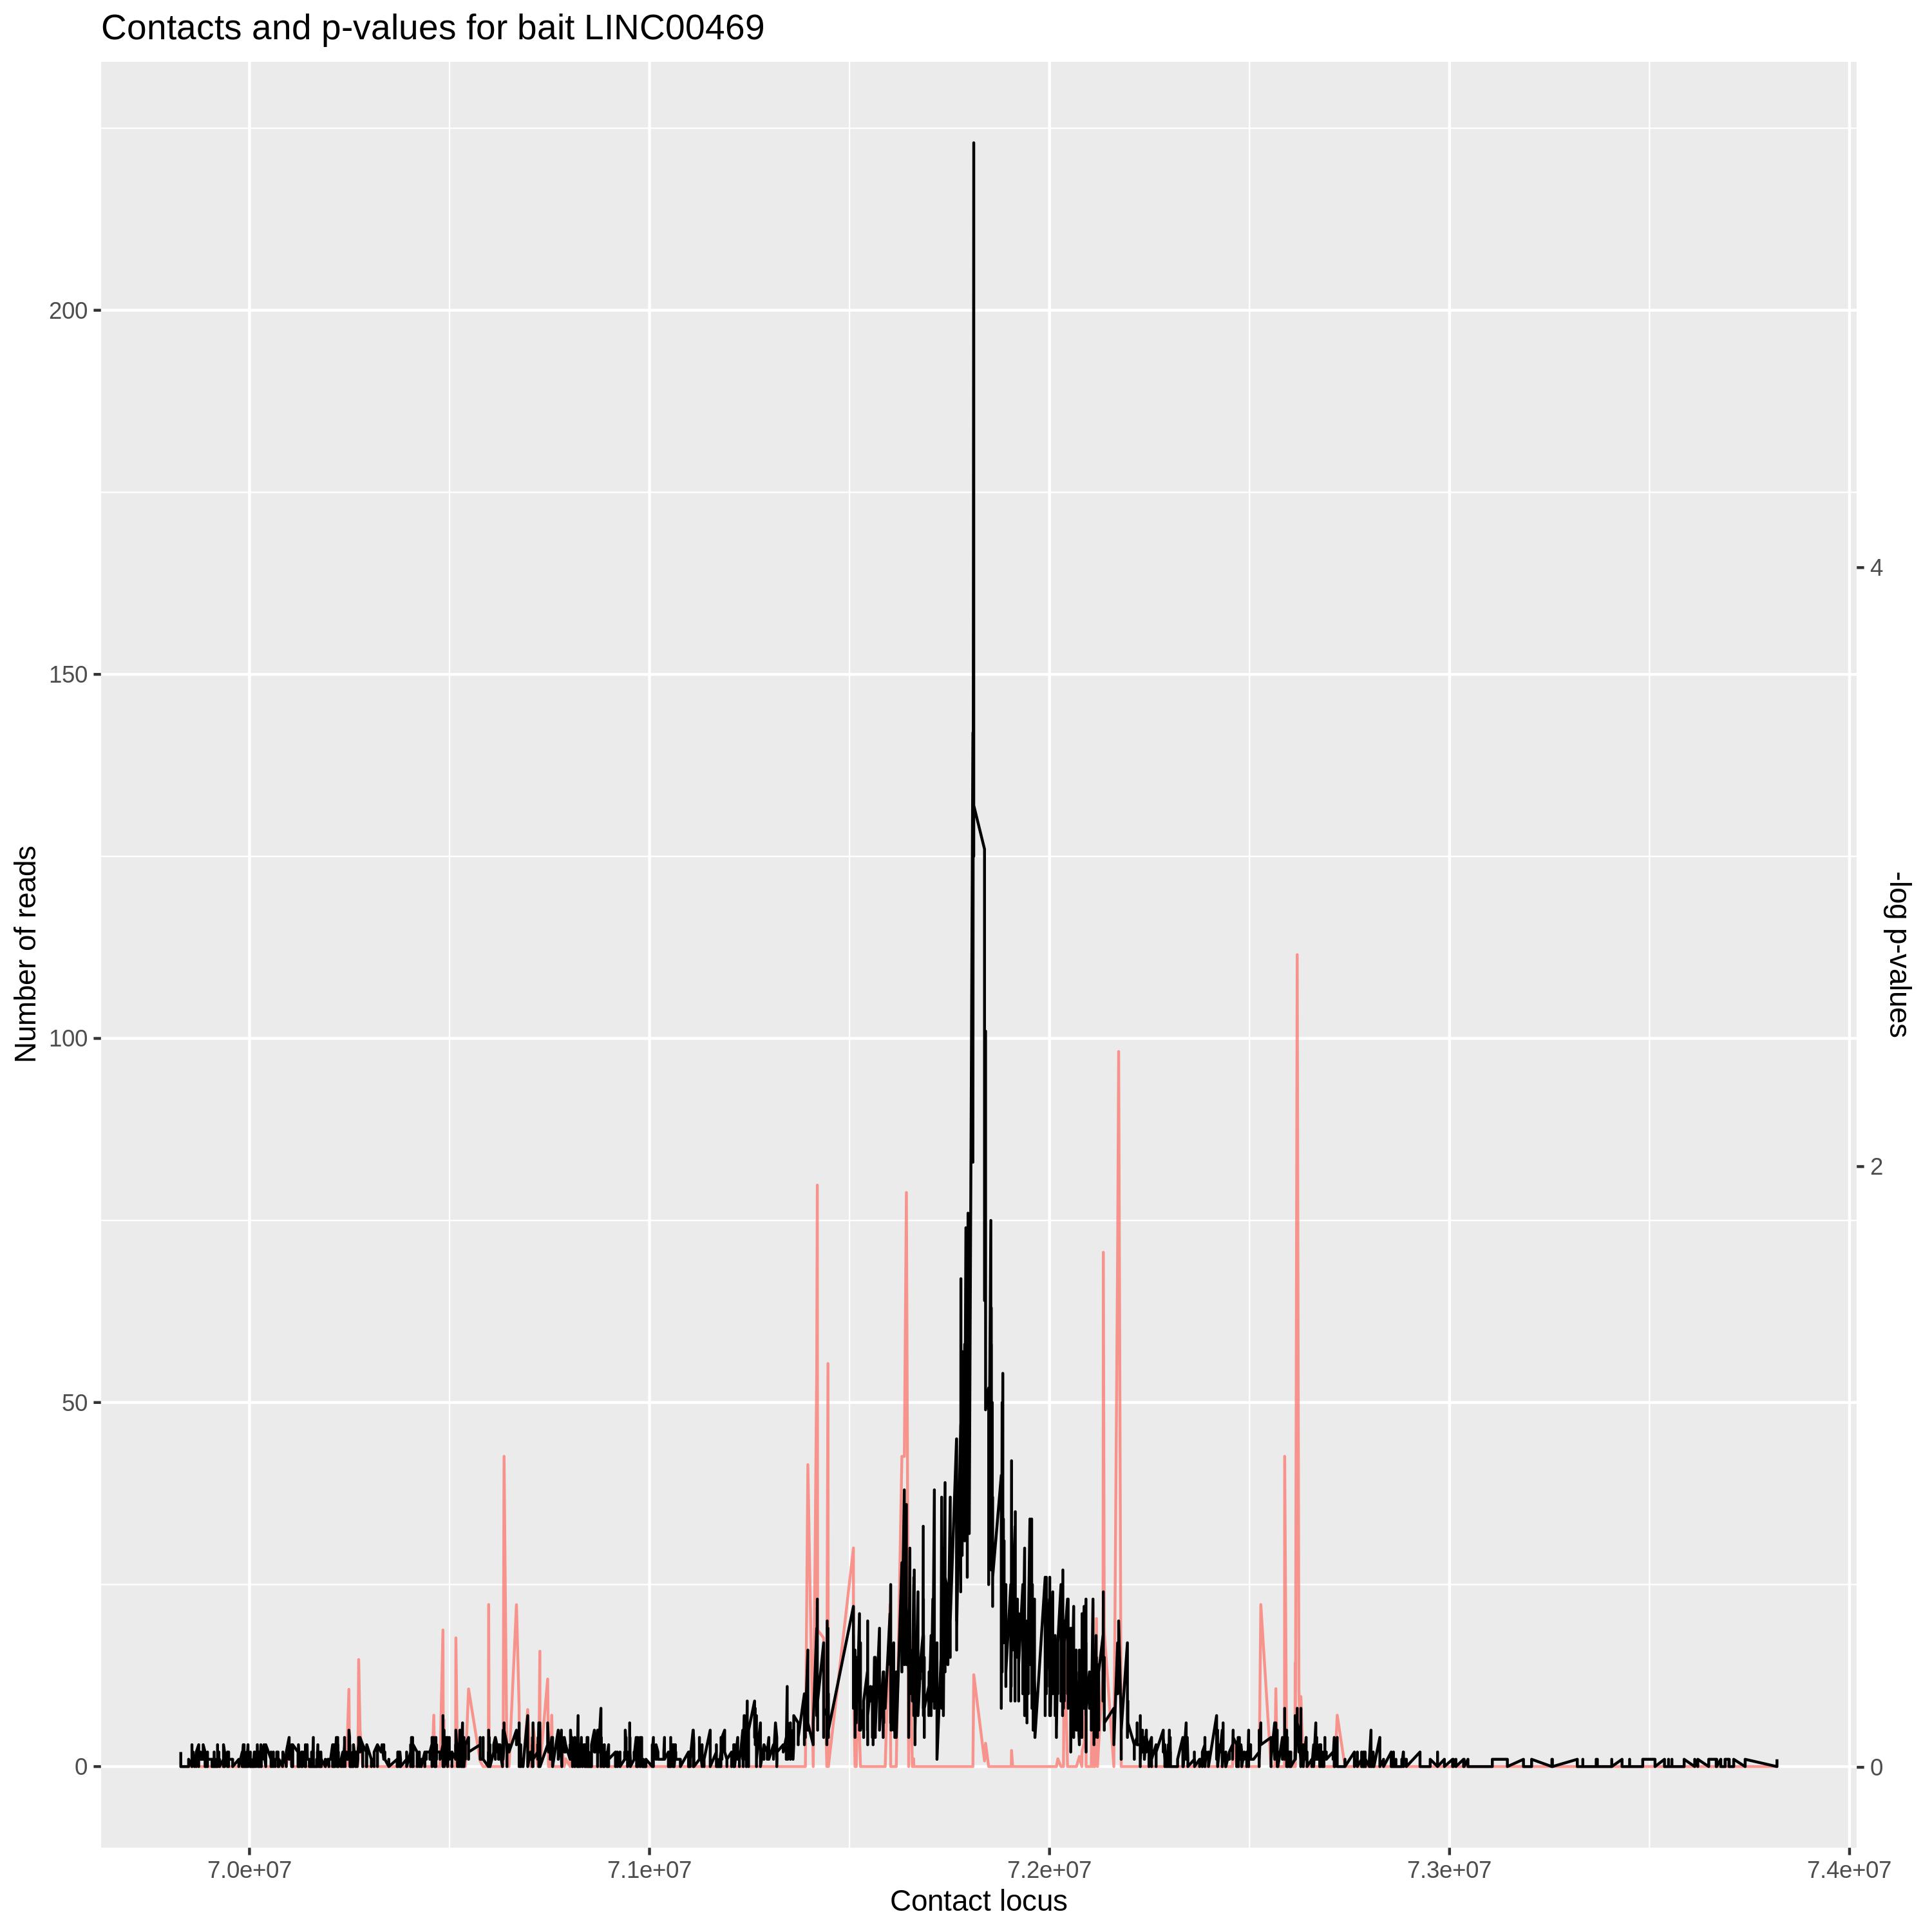 Contacts and p-values for bait LINC00469
Number of reads
200
150
100
50
0
4
2
0
-log p-values
7.0e+07 7.1e+07 7.2e+07 7.3e+07 7.4e+07
Contact locus